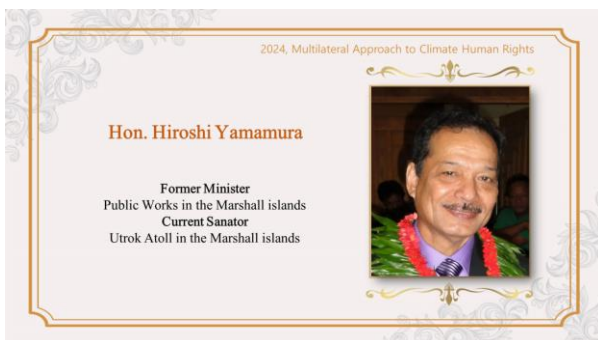 2024, Multilateral Approach to Climate Human Rights
Hon. Hiroshi Yamamura
Former Minister
Public Works in the Marshall islands
Current Sanator
Utrok Atoll in the Marshall islands